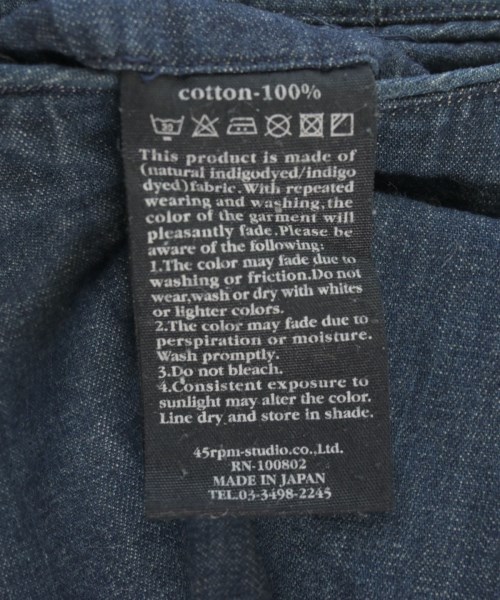 cotton-100%
30
This product is made of
(natural indigodyed/indigo
dyed)fabric.With repeated
wearing and washing,the
color of the garment will
pleasantly fade.Please be
aware of the following:
1.The color may fade due to
washing or friction.Do not
wear,wash or dry with whites
or lighter colors.
2.The color may fade due to
perspiration or moisture.
Wash promptly.
3.Do not bleach.
4.Consistent exposure to
sunlight may alter the color.
Line dry and store in shade.
45rpm-studio.co.,Ltd.
RN-100802
MADE IN JAPAN
TEL.03-3498-2245